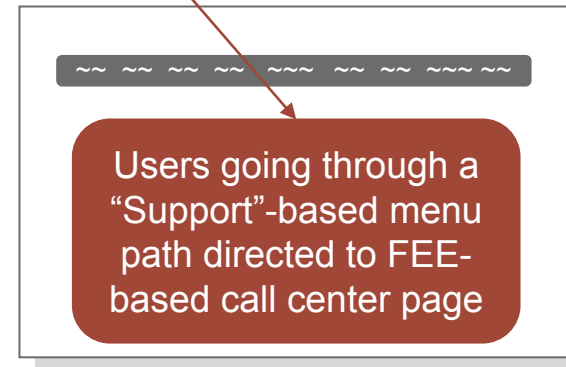 ~~ ~~ ~~ ~~ ~~~ ~~ ~~ ~~~ ~~
Users going through a
“Support”-based menu
path directed to FEE-
based call center page